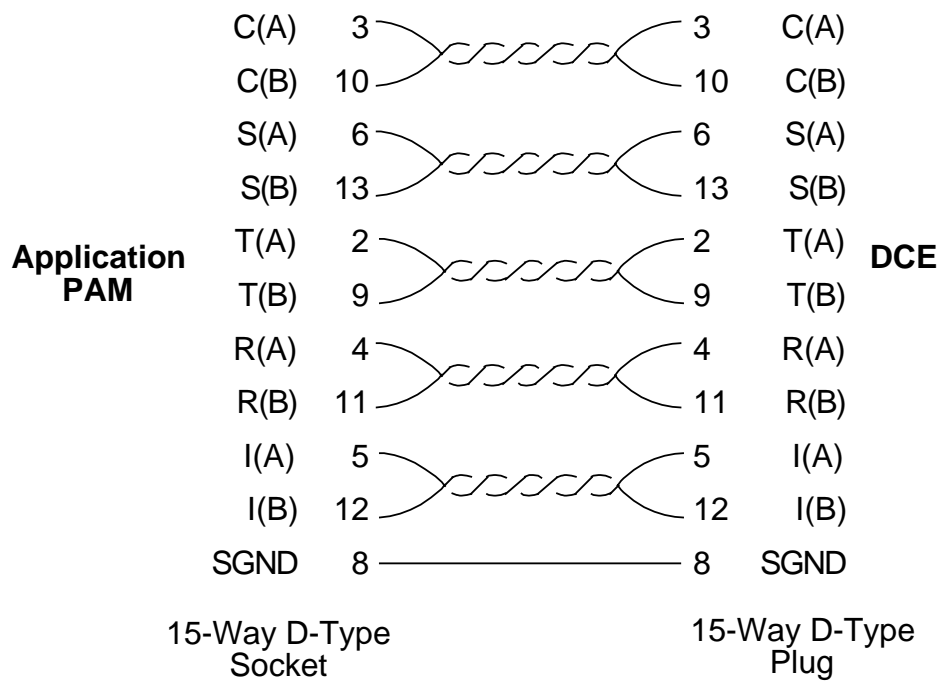 C(A) 3 3 C(A)
C(B) 10 10 C(B)
S(A) 6 6 S(A)
S(B) 13 13 S(B)
T(A) 2 2 T(A)
Application PAM DCE
T(B) 9 9 T(B)
R(A) 4 4 R(A)
R(B) 11 11 R(B)
I(A) 5 5 I(A)
I(B) 12 12 I(B)
SGND 8 8 SGND
15-Way D-Type 15-Way D-Type
Socket Plug